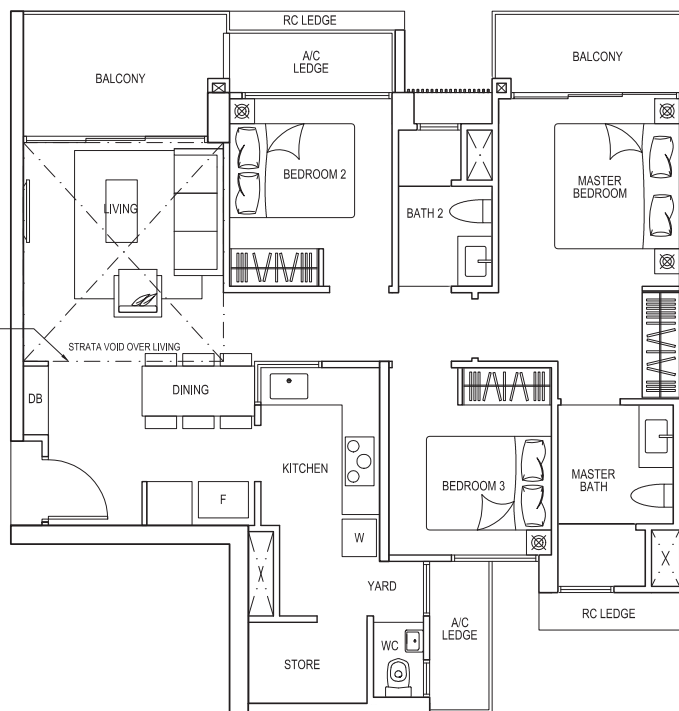 RC LEDGE
A/C
LEDGE
BALCONY
BALCONY
BEDROOM 2
MASTER
BEDROOM
LIVING
BATH 2
STRATA VOID OVER LIVING
DINING
DB
KITCHEN
F
BEDROOM 3
MASTER
BATH
W
YARD
RC LEDGE
A/C
LEDGE
WC
STORE